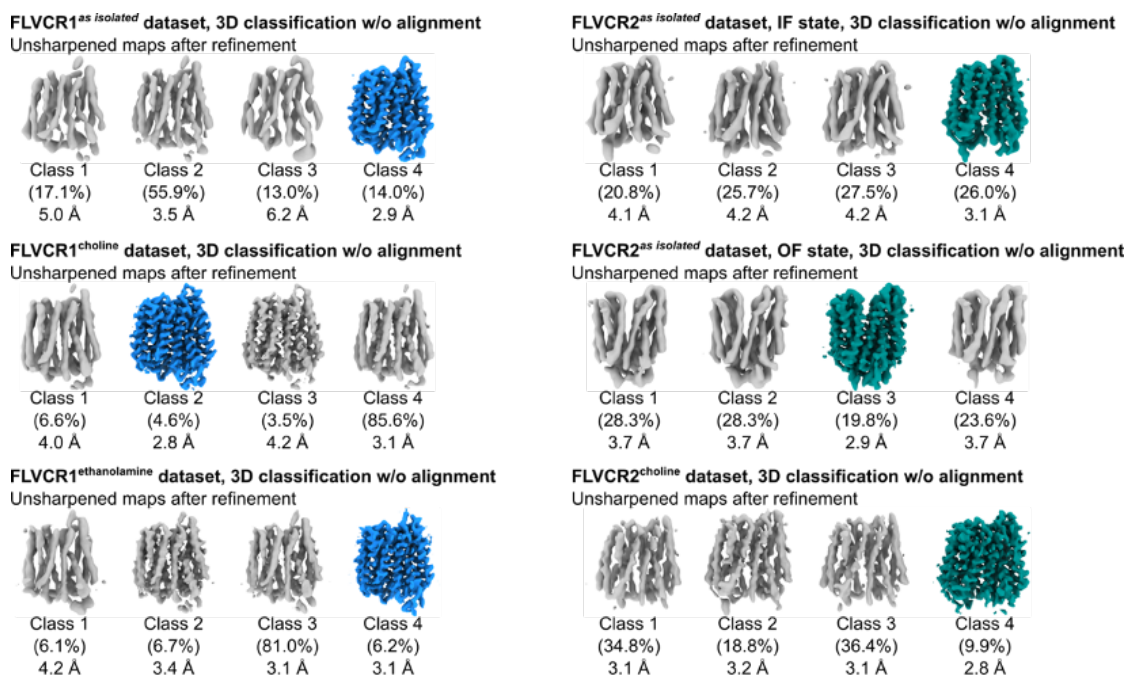 FLVCR1as isolated dataset, 3D classification w/o alignment
Unsharpened maps after refinement
Class 1 Class 2 Class 3 Class 4
(17.1%) (55.9%) (13.0%) (14.0%)
5.0 Å 3.5 Å 6.2 Å 2.9 Å
FLVCR2as isolated dataset, IF state, 3D classification w/o alignment
Unsharpened maps after refinement
Class 1 Class 2 Class 3 Class 4
(20.8%) (25.7%) (27.5%) (26.0%)
4.1 Å 4.2 Å 4.2 Å 3.1 Å
FLVCR1choline dataset, 3D classification w/o alignment
Unsharpened maps after refinement
Class 1 Class 2 Class 3 Class 4
(6.6%) (4.6%) (3.5%) (85.6%)
4.0 Å 2.8 Å 4.2 Å 3.1 Å
FLVCR2as isolated dataset, OF state, 3D classification w/o alignment
Unsharpened maps after refinement
Class 1 Class 2 Class 3 Class 4
(28.3%) (28.3%) (19.8%) (23.6%)
3.7 Å 3.7 Å 2.9 Å 3.7 Å
FLVCR1ethanolamine dataset, 3D classification w/o alignment
Unsharpened maps after refinement
Class 1 Class 2 Class 3 Class 4
(6.1%) (6.7%) (81.0%) (6.2%)
4.2 Å 3.4 Å 3.1 Å 3.1 Å
FLVCR2choline dataset, 3D classification w/o alignment
Unsharpened maps after refinement
Class 1 Class 2 Class 3 Class 4
(34.8%) (18.8%) (36.4%) (9.9%)
3.1 Å 3.2 Å 3.1 Å 2.8 Å